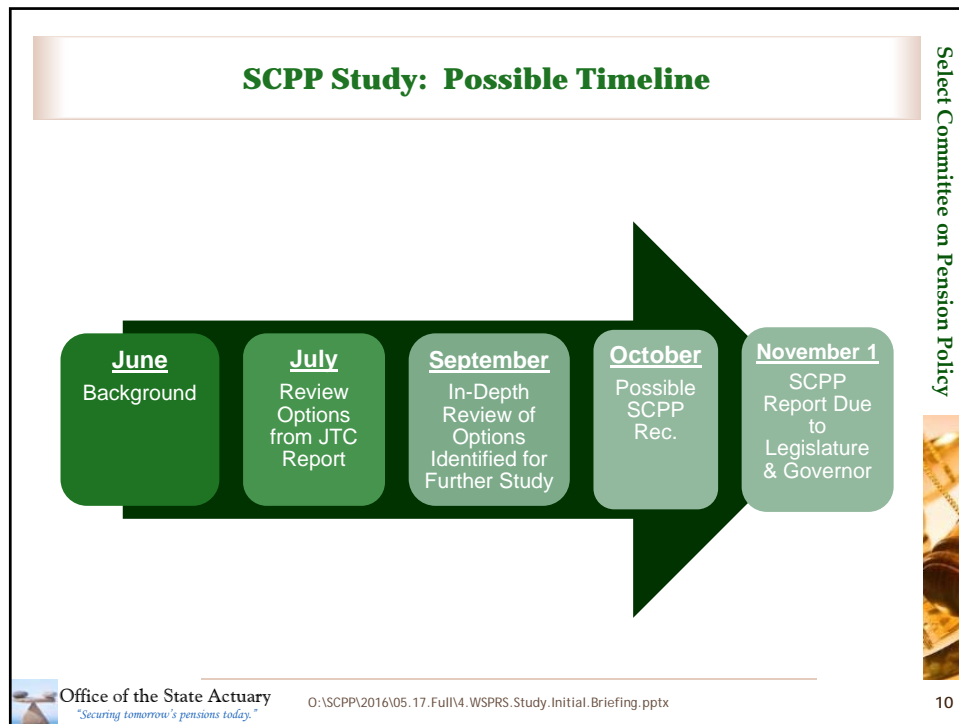 SCPP Study: Possible Timeline
Select Committee on Pension Policy
June
Background
July
Review
Options
from JTC
Report
September
In-Depth
Review of
Options
Identified for
Further Study
October
Possible
SCPP
Rec.
November 1
SCPP
Report Due
to
Legislature
& Governor
Office of the State Actuary
"Securing tomorrow's pensions today."
O:\SCPP\2016\05.17.Full\4.WSPRS.Study.Initial.Briefing.pptx
10